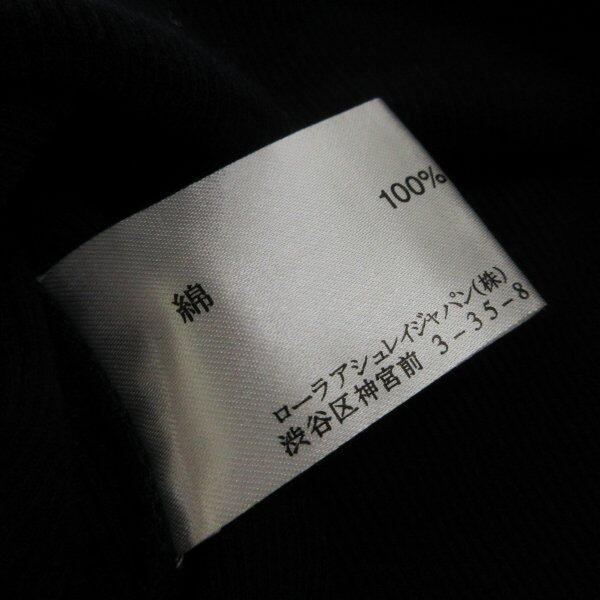 綿 100%
ローラ アシュレイジャパン(株)
渋谷区神宮前 3-35-8